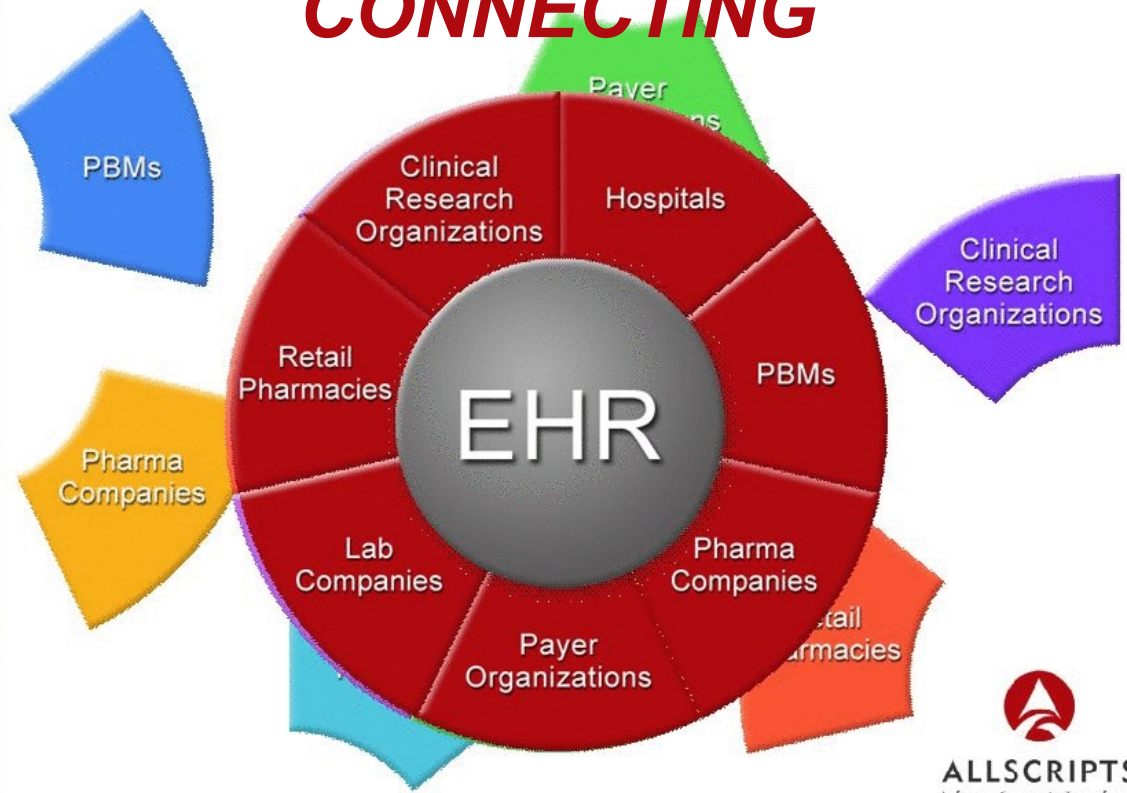 CONNECTING
Payer
PBMs
Clinical
Research
Organizations
Hospitals
Clinical
Research
Organizations
Retail
Pharmacies
EHR
PBMs
Pharma
Companies
Lab
Companies
Pharma
Companies
Payer
Organizations
ALLSCRIPTS